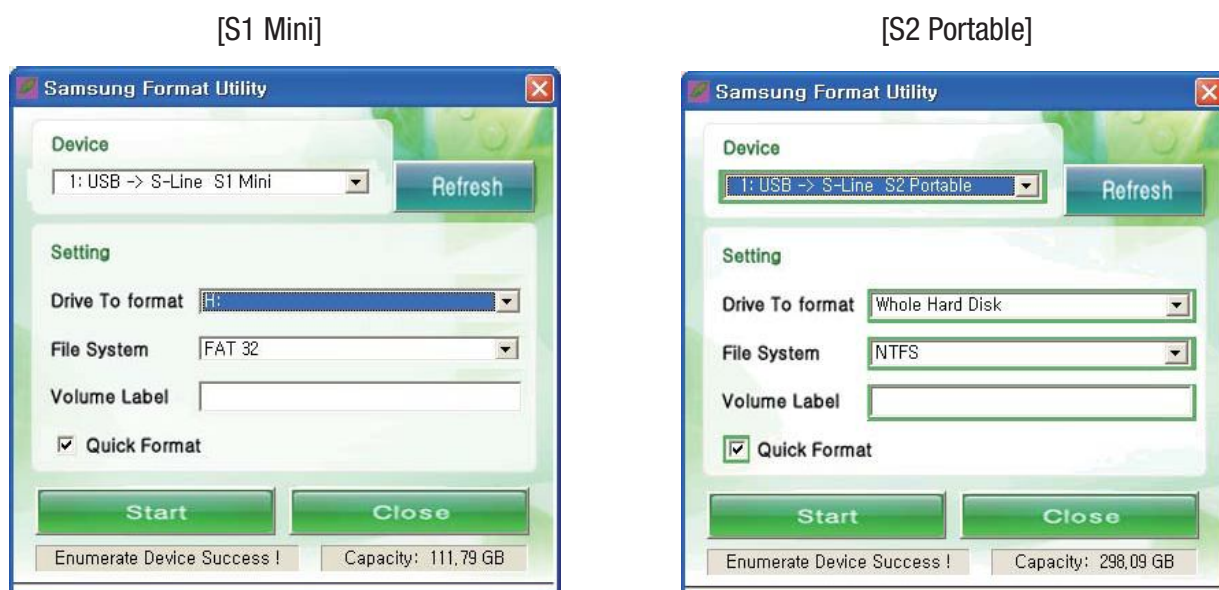 [S1 Mini]
Samsung Format Utility
Device
1: USB -> S-Line S1 Mini
Refresh
Setting
Drive To format H:
File System FAT 32
Volume Label
Quick Format
Start Close
Enumerate Device Success ! Capacity: 111,79 GB
[S2 Portable]
Samsung Format Utility
Device
1: USB -> S-Line S2 Portable
Refresh
Setting
Drive To format Whole Hard Disk
File System NTFS
Volume Label
Quick Format
Start Close
Enumerate Device Success ! Capacity: 298,09 GB